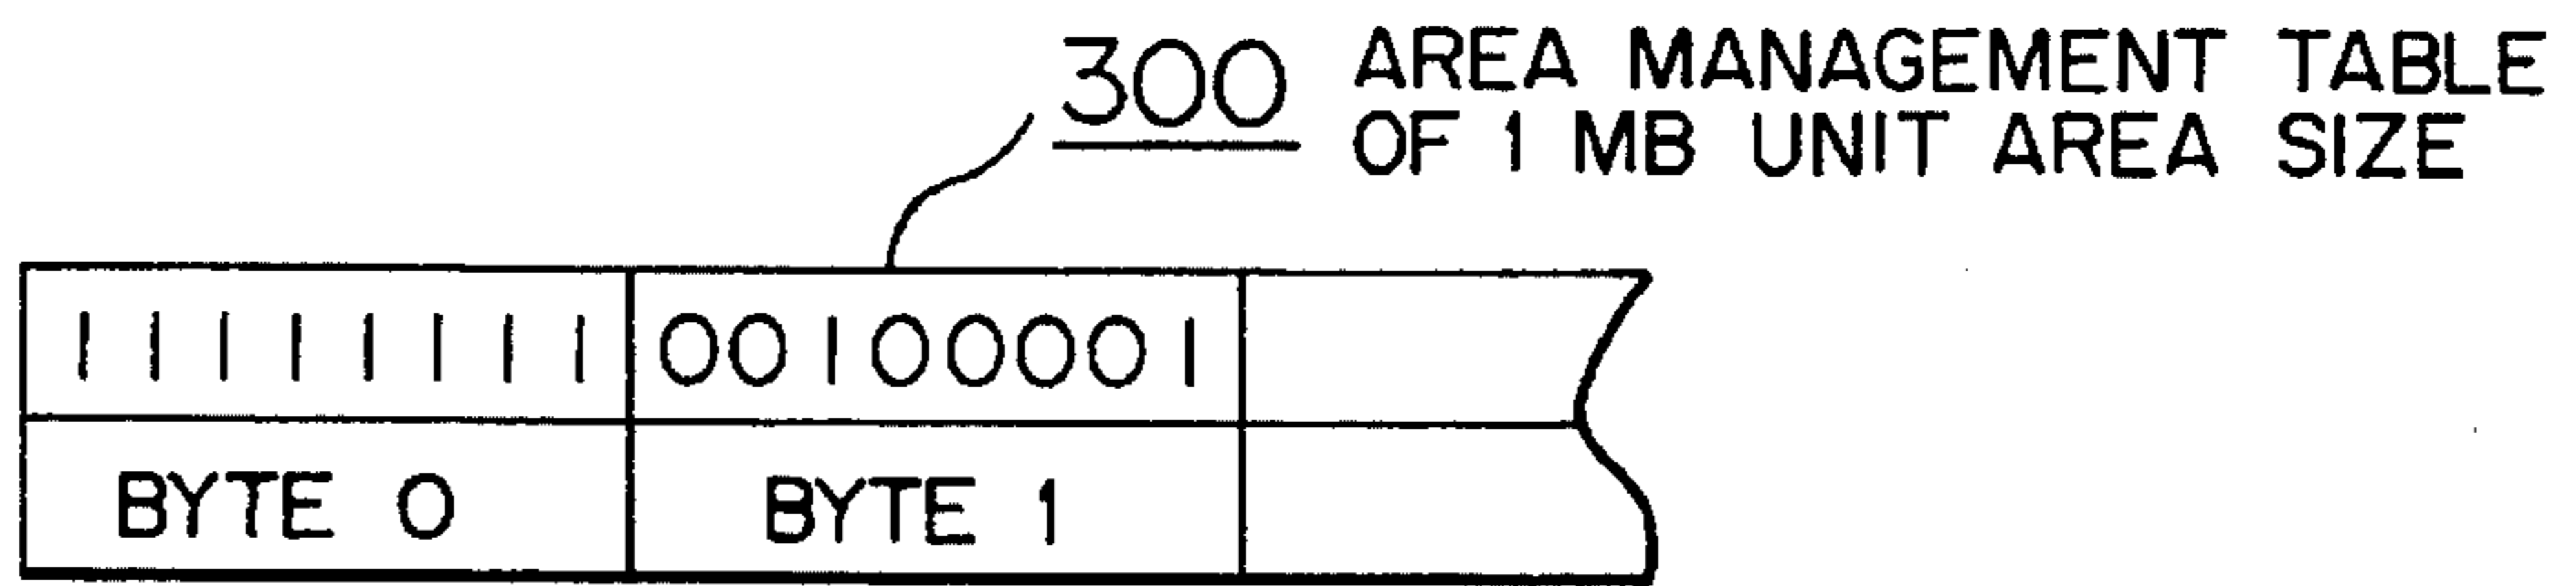 300 AREA MANAGEMENT TABLE
OF 1 MB UNIT AREA SIZE
11111111 00100001
BYTE 0 BYTE 1